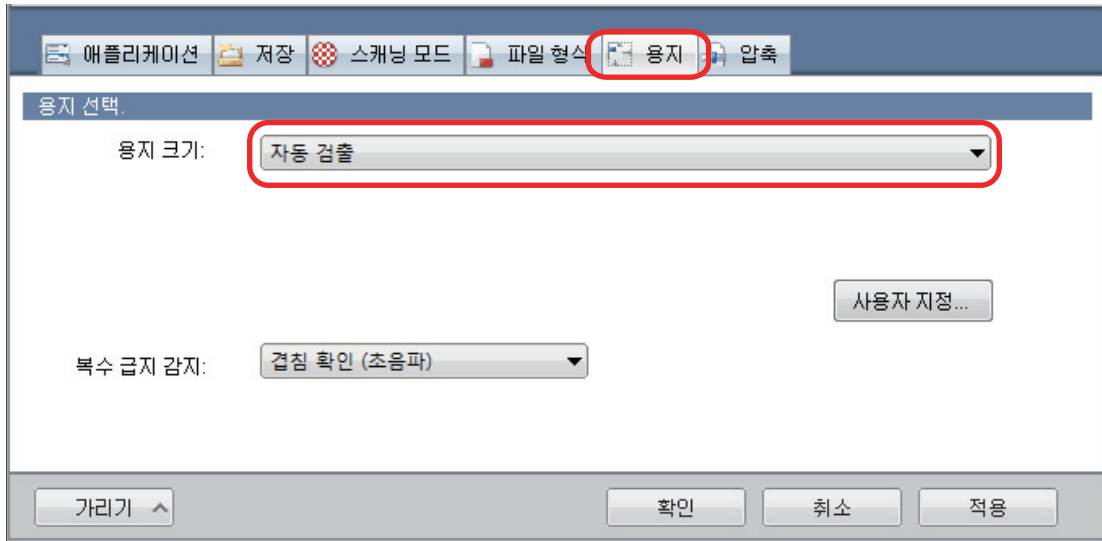 애플리케이션 저장 스캐닝 모드 파일 형식 용지 압축
용지 선택.
용지 크기: 자동 검출
사용자 지정...
복수 급지 감지: 겹침 확인 (초음파)
가리기 확인 취소 적용